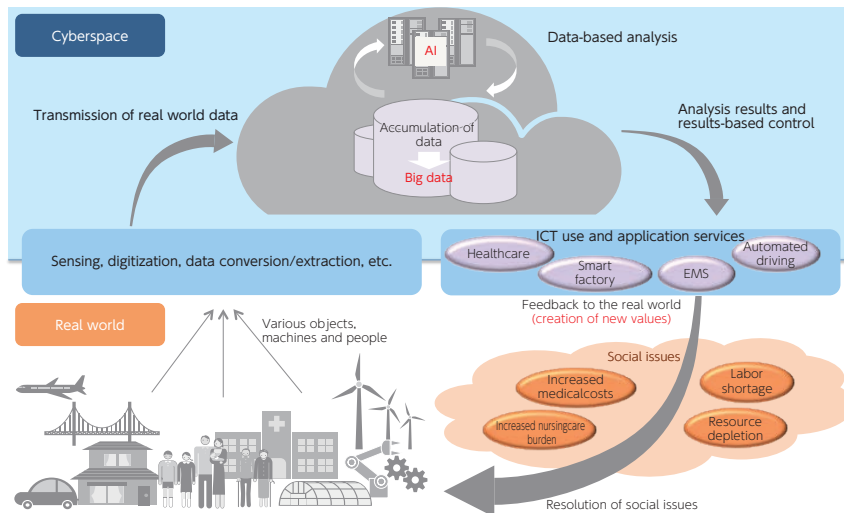 Cyberspace
AI
Data-based analysis
Transmission of real world data
Accumulation of
data
Big data
Analysis results and
results-based control
Sensing, digitization, data conversion/extraction, etc.
ICT use and application services
Healthcare
Smart
factory
EMS
Automated
driving
Feedback to the real world
(creation of new values)
Real world
Various objects,
machines and people
Social issues
Increased
medicalcosts
Labor
shortage
Increased nursingcare
burden
Resource
depletion
Resolution of social issues